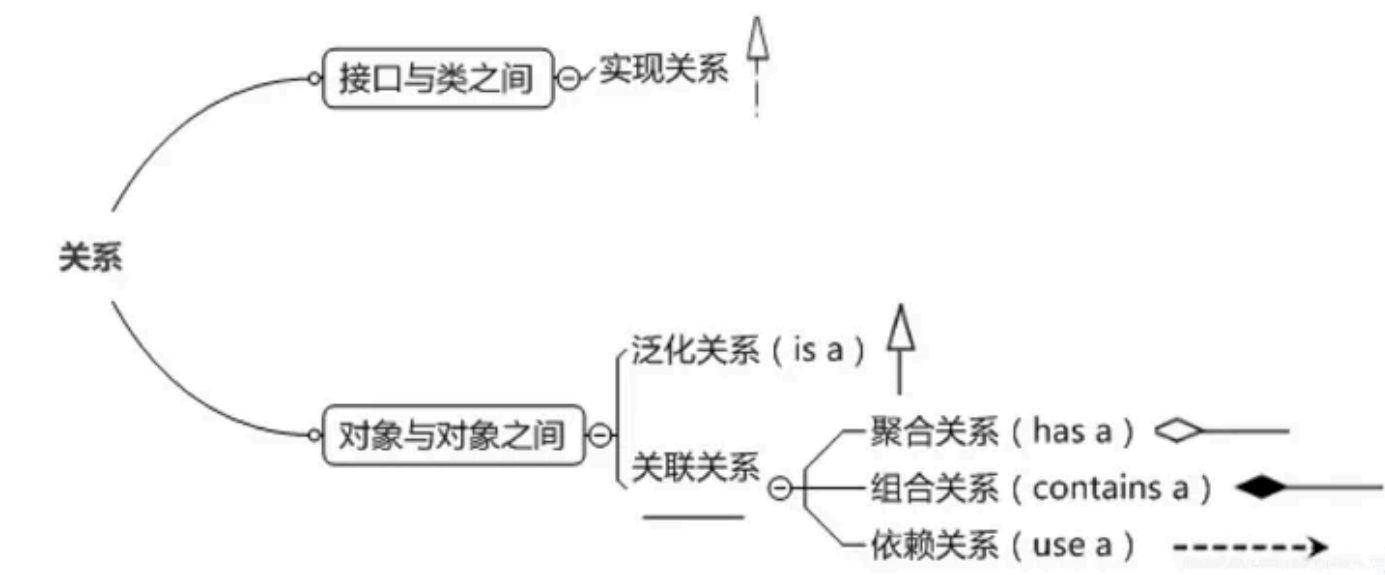 接口与类之间
实现关系
关系
对象与对象之间
泛化关系（is a）
关联关系
聚合关系（has a）
组合关系（contains a）
依赖关系（use a）